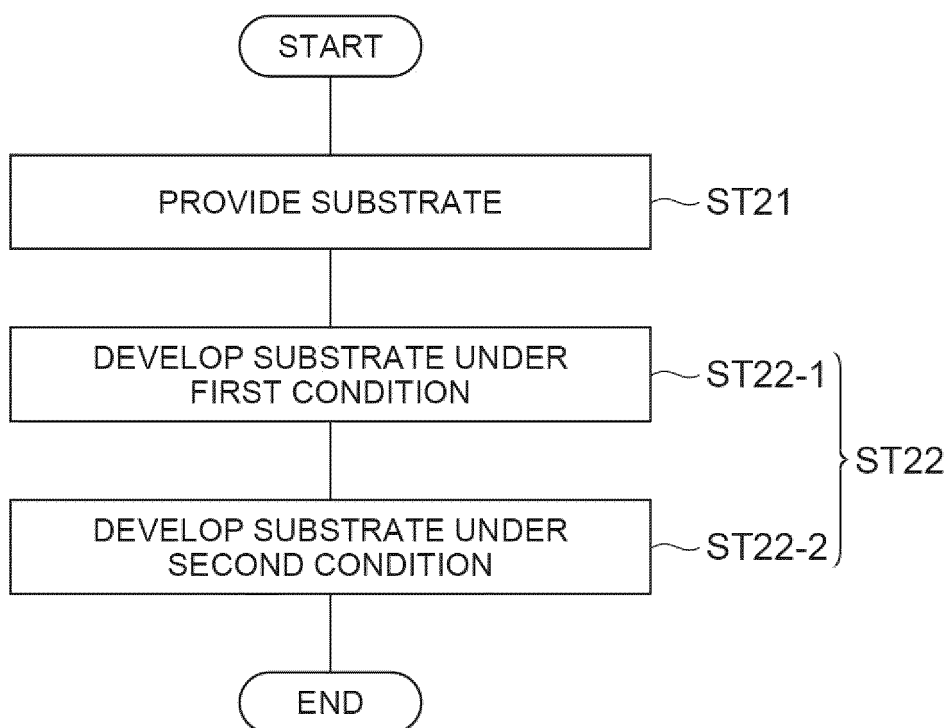 START
PROVIDE SUBSTRATE
ST21
DEVELOP SUBSTRATE UNDER
FIRST CONDITION
ST22-1
ST22
DEVELOP SUBSTRATE UNDER
SECOND CONDITION
ST22-2
END